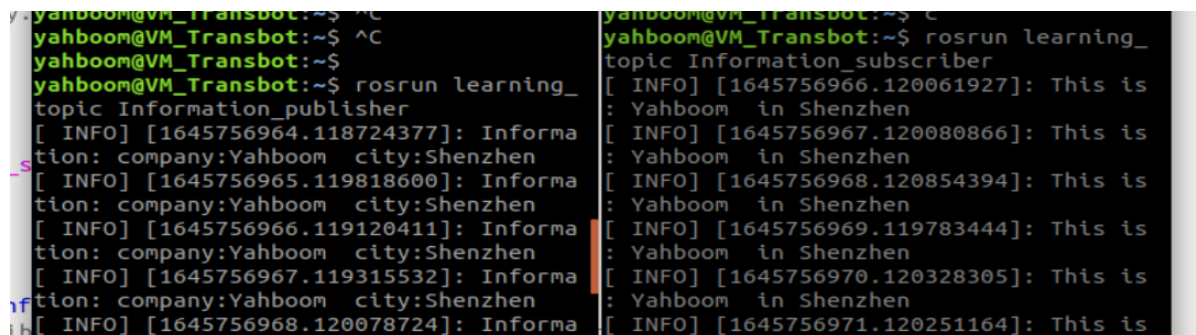 yahboom@VM_Transbot:~$ ^C
yahboom@VM_Transbot:~$ ^C
yahboom@VM_Transbot:~$
yahboom@VM_Transbot:~$ rosrun learning_
topic Information_publisher
[ INFO] [1645756964.118724377]: Informa
tion: company:Yahboom  city:Shenzhen
[ INFO] [1645756965.119818600]: Informa
tion: company:Yahboom  city:Shenzhen
[ INFO] [1645756966.119120411]: Informa
tion: company:Yahboom  city:Shenzhen
[ INFO] [1645756967.119315532]: Informa
tion: company:Yahboom  city:Shenzhen
[ INFO] [1645756968.120078724]: Informa
yahboom@VM_Transbot:~$ c
yahboom@VM_Transbot:~$ rosrun learning_
topic Information_subscriber
[ INFO] [1645756966.120061927]: This is
: Yahboom  in Shenzhen
[ INFO] [1645756967.120080866]: This is
: Yahboom  in Shenzhen
[ INFO] [1645756968.120854394]: This is
: Yahboom  in Shenzhen
[ INFO] [1645756969.119783444]: This is
: Yahboom  in Shenzhen
[ INFO] [1645756970.120328305]: This is
: Yahboom  in Shenzhen
[ INFO] [1645756971.120251164]: This is